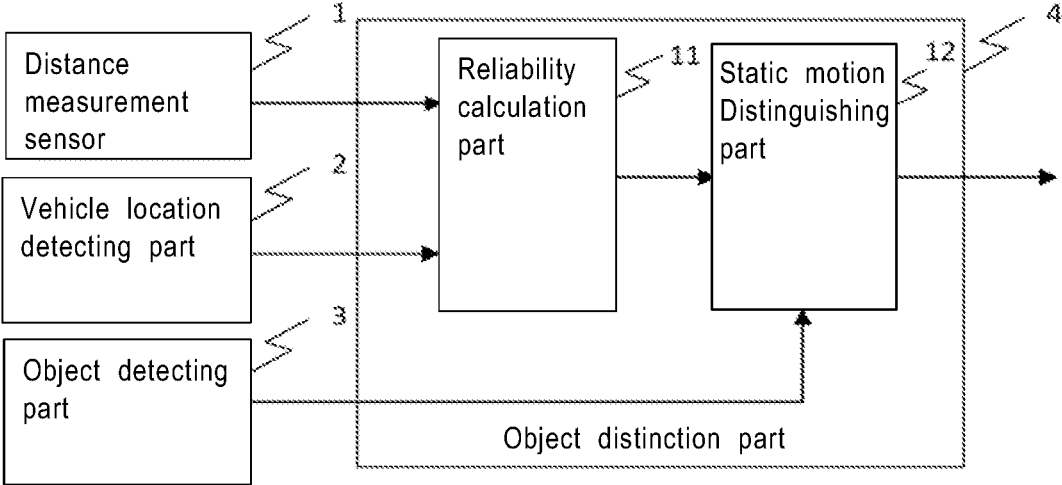 1
Distance
measurement
sensor
2
Vehicle location
detecting part
3
Object detecting
part
4
11
Reliability
calculation
part
12
Static motion
Distinguishing
part
Object distinction part